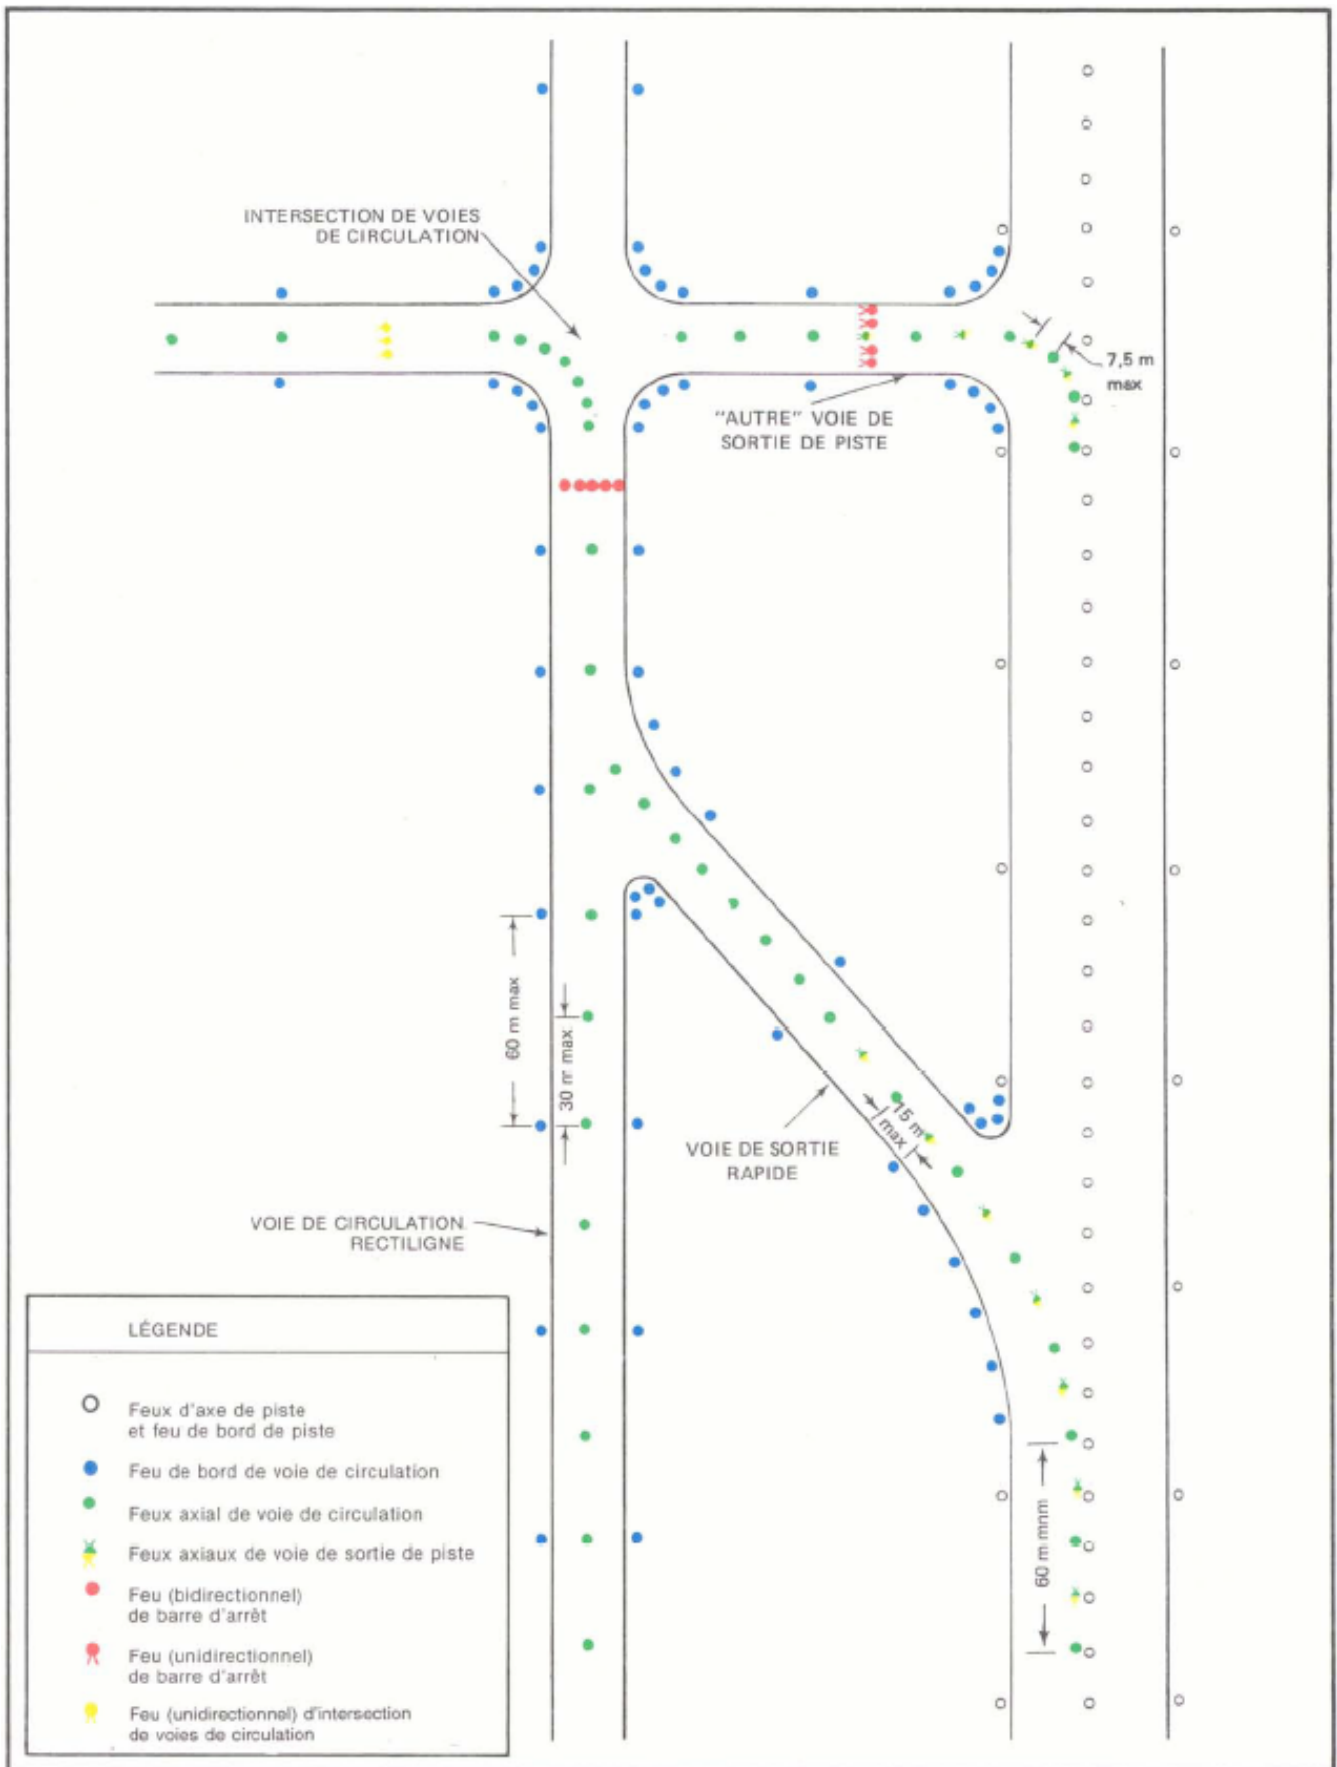 INTERSECTION DE VOIES
DE CIRCULATION
7,5 m
max
"AUTRE" VOIE DE
SORTIE DE PISTE
60 m max
30 m max
15 m
max
VOIE DE SORTIE
RAPIDE
VOIE DE CIRCULATION
RECTILIGNE
60 m mnm
LÉGENDE
Feux d'axe de piste
et feu de bord de piste
Feu de bord de voie de circulation
Feux axial de voie de circulation
Feux axiaux de voie de sortie de piste
Feu (bidirectionnel)
de barre d'arrêt
Feu (unidirectionnel)
de barre d'arrêt
Feu (unidirectionnel) d'intersection
de voies de circulation